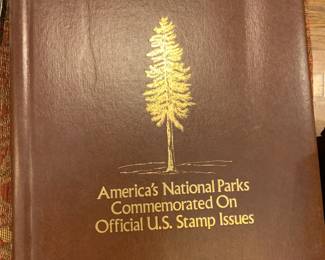 America's National Parks
Commemorated On
Official U.S. Stamp Issues